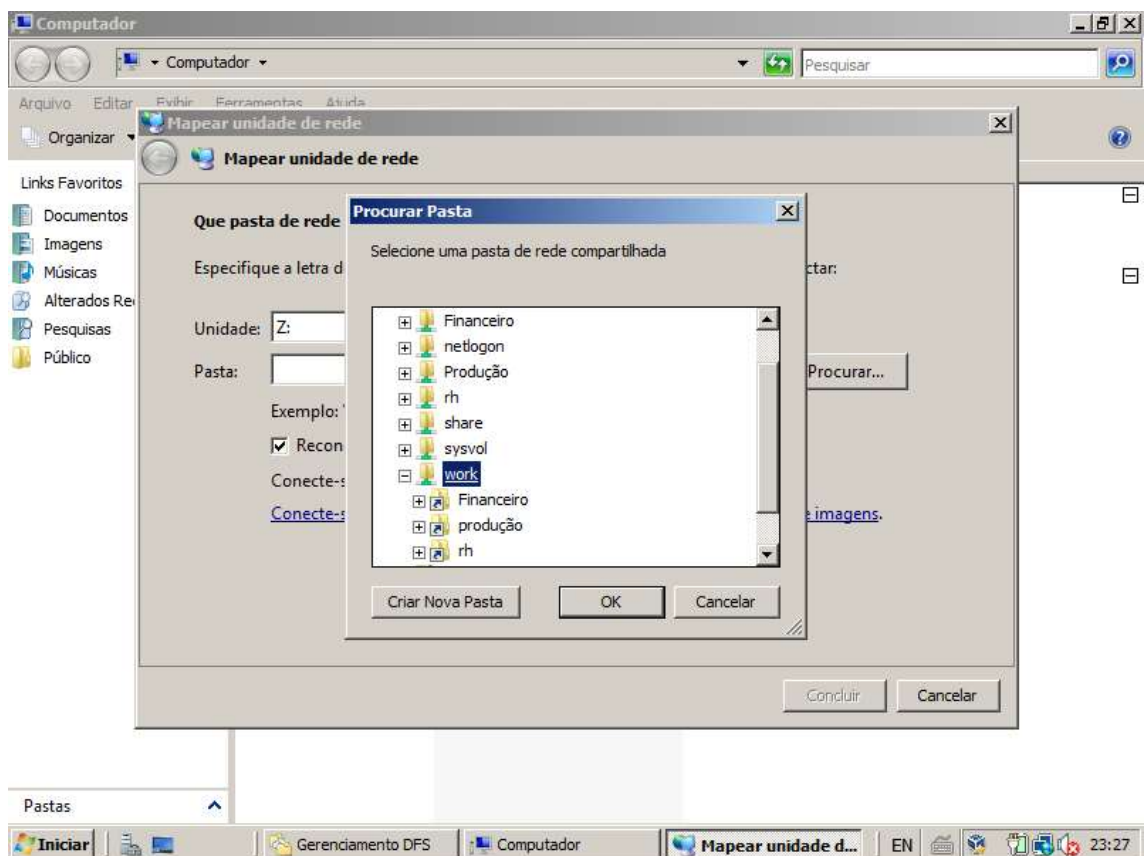 Computador
Computador
Pesquisar
Arquivo Editar Exibir Ferramentas Ajuda
Organizar
Mapear unidade de rede
Mapear unidade de rede
Links Favoritos
Documentos
Imagens
Músicas
Alterados Re
Pesquisas
Público
Que pasta de rede
Especifique a letra d
ctar:
Unidade: Z:
Pasta:
Procurar...
Exemplo:
Recon
Conecte-s
Conecte-s
e imagens.
Procurar Pasta
Selecione uma pasta de rede compartilhada
Financeiro
netlogon
Produção
rh
share
sysvol
work
Financeiro
produção
rh
Criar Nova Pasta OK Cancelar
Concluir Cancelar
Pastas
Iniciar Gerenciamento DFS Computador Mapear unidade d... EN 23:27